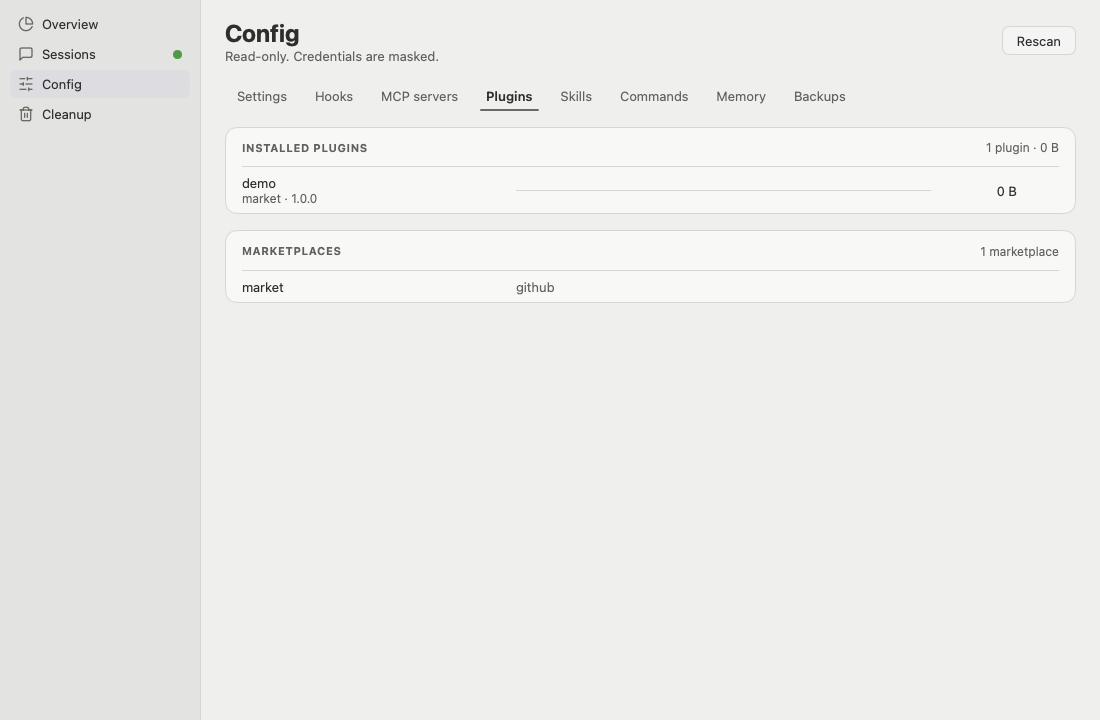 Overview
Sessions
Config
Cleanup
Config
Read-only. Credentials are masked.
Rescan
Settings Hooks MCP servers Plugins Skills Commands Memory Backups
INSTALLED PLUGINS 1 plugin · 0 B
demo
market · 1.0.0
0 B
MARKETPLACES 1 marketplace
market github